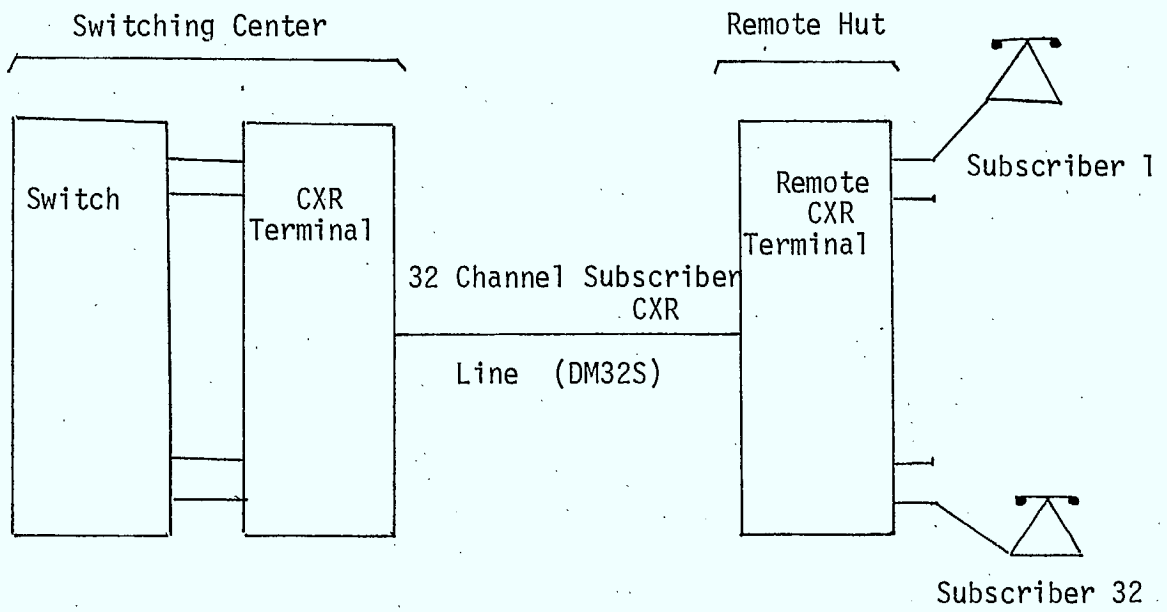 Switching Center
Remote Hut
Switch
CXR
Terminal
32 Channel Subscriber
CXR
Line (DM32S)
Remote
CXR
Terminal
Subscriber 1
Subscriber 32